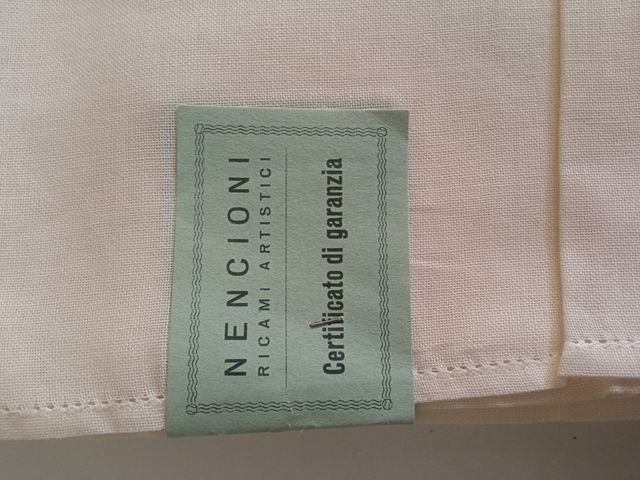 NENCIONI
RICAMI ARTISTICI
Certificato di garanzia